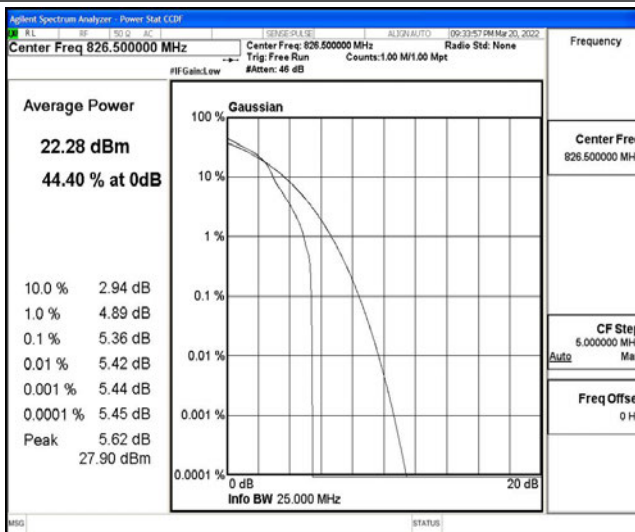 Agilent Spectrum Analyzer - Power Stat CCDF
RL RF 50 Ω AC SENSE:PULSE ALIGN AUTO 09:33:57 PM Mar 20, 2022
Center Freq 826.500000 MHz
Center Freq: 826.500000 MHz Radio Std: None
Trig: Free Run Counts:1.00 M/1.00 Mpt
#IFGain:Low #Atten: 46 dB
Frequency
Average Power
22.28 dBm
44.40 % at 0dB
10.0 % 2.94 dB
1.0 % 4.89 dB
0.1 % 5.36 dB
0.01 % 5.42 dB
0.001 % 5.44 dB
0.0001 % 5.45 dB
Peak 5.62 dB
27.90 dBm
Gaussian
100 %
10 %
1 %
0.1 %
0.01 %
0.001 %
0.0001 %
0 dB 20 dB
Info BW 25.000 MHz
Center Fre
826.500000 MH
CF Step
5.000000 MH
Auto Ma
Freq Offse
0 H
MSG STATUS